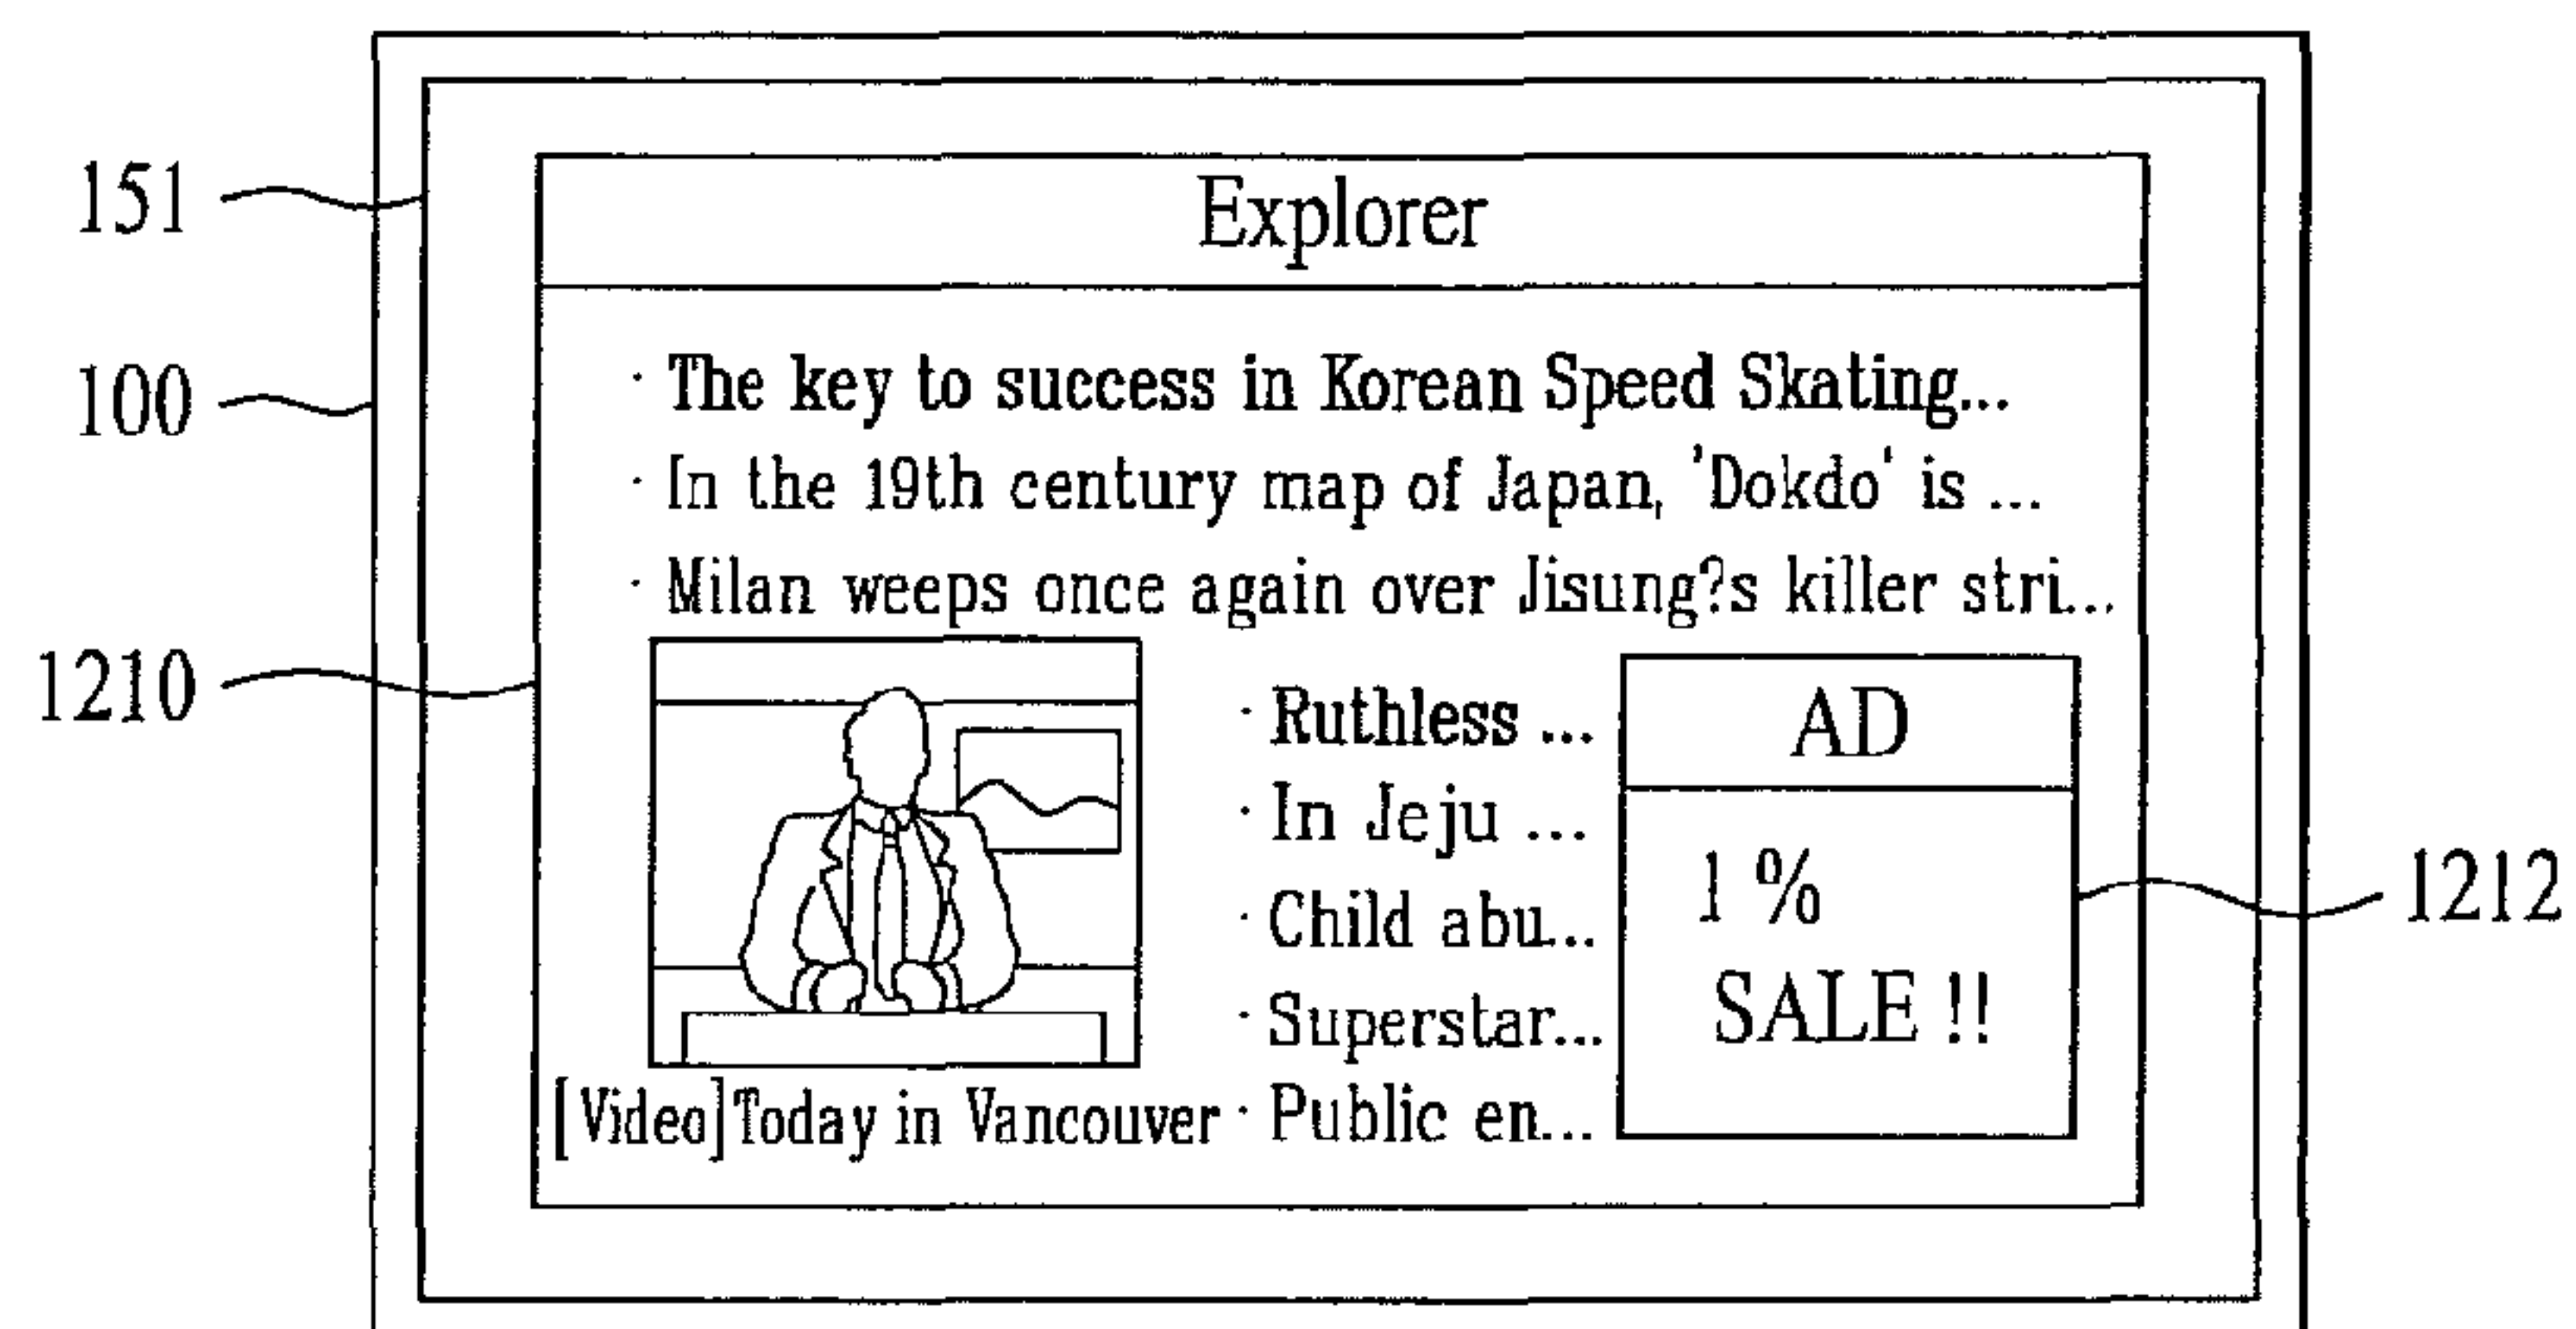 151
Explorer
100
· The key to success in Korean Speed Skating...
· In the 19th century map of Japan, 'Dokdo' is ...
· Milan weeps once again over Jisung?s killer stri...
1210
· Ruthless ...
· In Jeju ...
· Child abu...
· Superstar...
· Public en...
[Video]Today in Vancouver
AD
1 %
SALE !!
1212